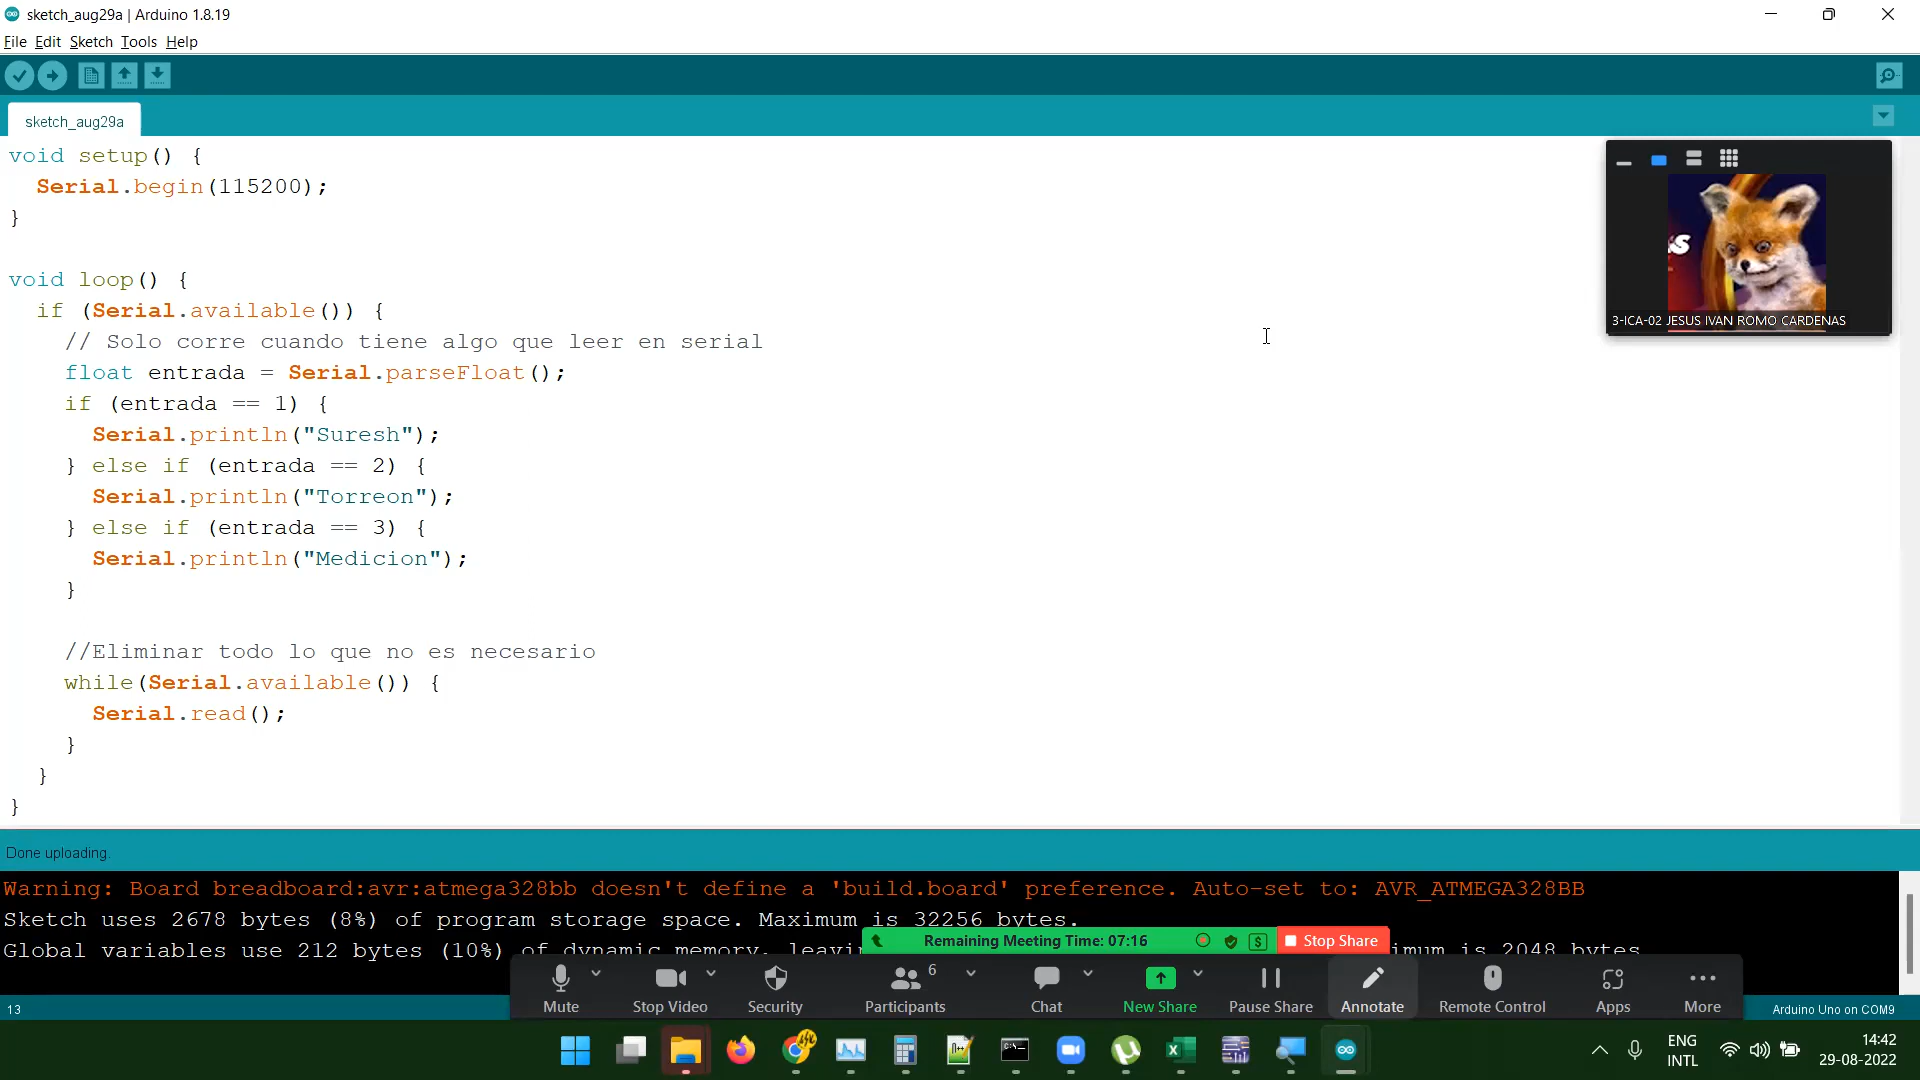 sketch_aug29a | Arduino 1.8.19
File Edit Sketch Tools Help
sketch_aug29a
void setup() {
  Serial.begin(115200);
}
void loop() {
  if (Serial.available()) {
    // Solo corre cuando tiene algo que leer en serial
    float entrada = Serial.parseFloat();
    if (entrada == 1) {
      Serial.println("Suresh");
    } else if (entrada == 2) {
      Serial.println("Torreon");
    } else if (entrada == 3) {
      Serial.println("Medicion");
    }
    //Eliminar todo lo que no es necesario
    while(Serial.available()) {
      Serial.read();
    }
  }
}
3-ICA-02 JESUS IVAN ROMO CARDENAS
Done uploading.
Warning: Board breadboard:avr:atmega328bb doesn't define a 'build.board' preference. Auto-set to: AVR_ATMEGA328BB
Sketch uses 2678 bytes (8%) of program storage space. Maximum is 32256 bytes.
Global variables use 212 bytes (10%) of dynamic memory, is 2048 bytes
Remaining Meeting Time: 07:16
Stop Share
6
Mute Stop Video Security Participants Chat New Share Pause Share Annotate Remote Control Apps More
13
Arduino Uno on COM9
ENG
INTL
14:42
29-08-2022